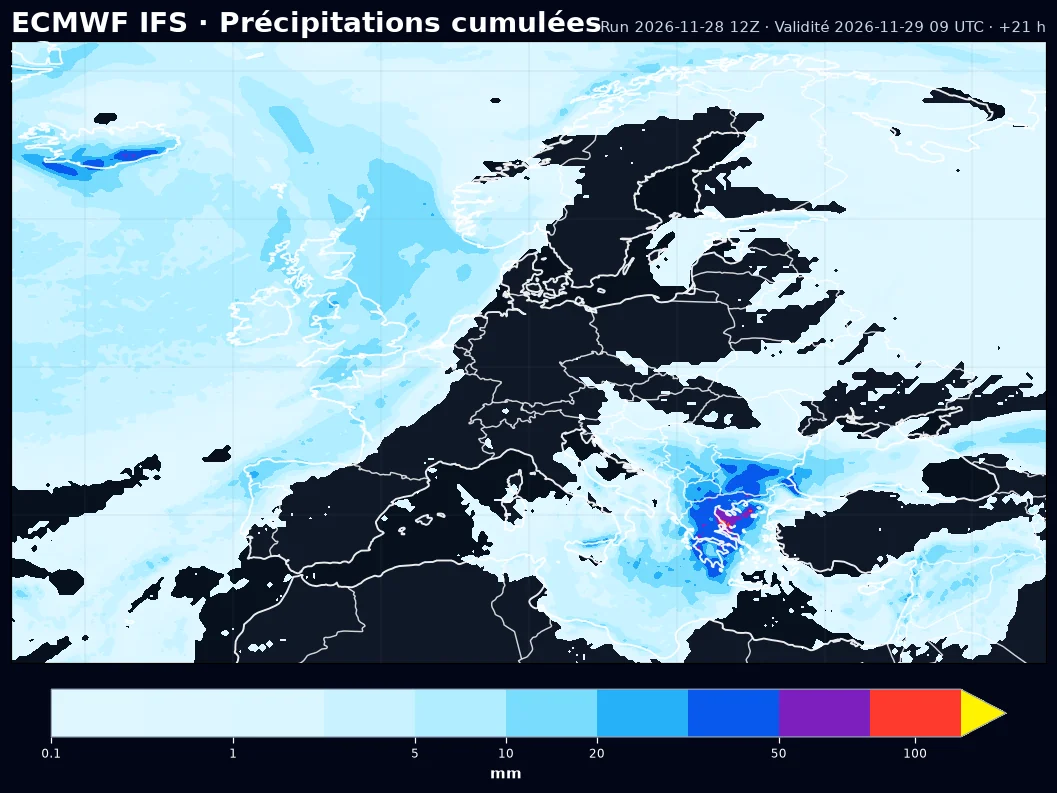 ECMWF IFS · Précipitations cumulées
Run 2026-11-28 12Z · Validité 2026-11-29 09 UTC · +21 h
0.1 1 5 10 20 50 100
mm